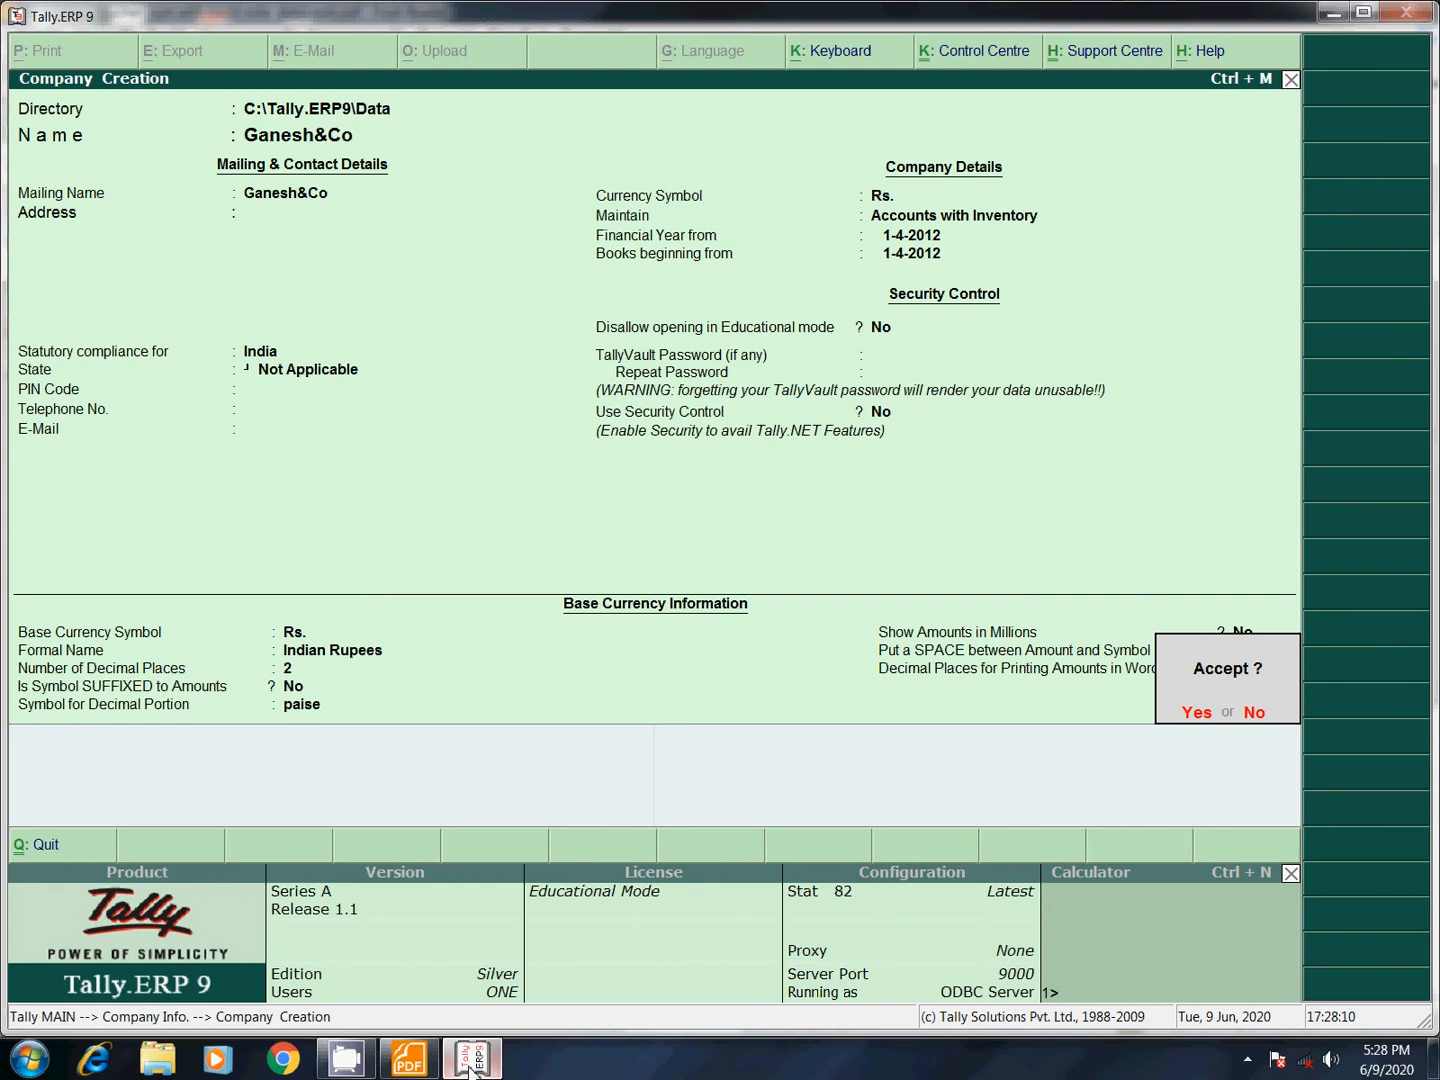 Tally.ERP 9
P: Print E: Export M: E-Mail O: Upload G: Language K: Keyboard K: Control Centre H: Support Centre H: Help
Company Creation Ctrl + M
Directory : C:\Tally.ERP9\Data
Name : Ganesh&Co
Mailing & Contact Details
Company Details
Mailing Name : Ganesh&Co
Address :
Currency Symbol : Rs.
Maintain : Accounts with Inventory
Financial Year from : 1-4-2012
Books beginning from : 1-4-2012
Security Control
Disallow opening in Educational mode ? No
Statutory compliance for : India
State : ┘ Not Applicable
PIN Code :
Telephone No. :
E-Mail :
TallyVault Password (if any) :
Repeat Password :
(WARNING: forgetting your TallyVault password will render your data unusable!!)
Use Security Control ? No
(Enable Security to avail Tally.NET Features)
Base Currency Information
Base Currency Symbol : Rs.
Formal Name : Indian Rupees
Number of Decimal Places : 2
Is Symbol SUFFIXED to Amounts ? No
Symbol for Decimal Portion : paise
Show Amounts in Millions ? No
Put a SPACE between Amount and Symbol
Decimal Places for Printing Amounts in Worc
Accept ?
Yes or No
Q: Quit
Product Version License Configuration Calculator Ctrl + N
Tally
POWER OF SIMPLICITY
Tally.ERP 9
Series A
Release 1.1
Edition Silver
Users ONE
Educational Mode
Stat 82 Latest
Proxy None
Server Port 9000
Running as ODBC Server
1>
Tally MAIN --> Company Info. --> Company Creation
(c) Tally Solutions Pvt. Ltd., 1988-2009 Tue, 9 Jun, 2020 17:28:10
PDF
Tally ERP9
5:28 PM
6/9/2020